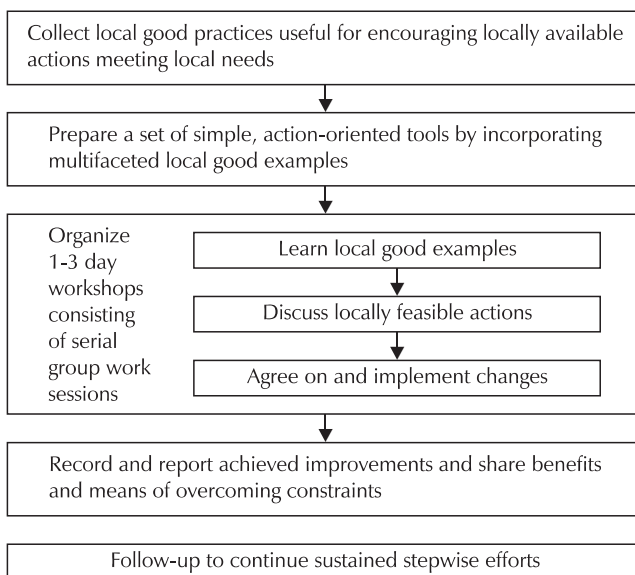 Collect local good practices useful for encouraging locally available
actions meeting local needs
Prepare a set of simple, action-oriented tools by incorporating
multifaceted local good examples
Organize
1-3 day
workshops
consisting
of serial
group work
sessions
Learn local good examples
Discuss locally feasible actions
Agree on and implement changes
Record and report achieved improvements and share benefits
and means of overcoming constraints
Follow-up to continue sustained stepwise efforts